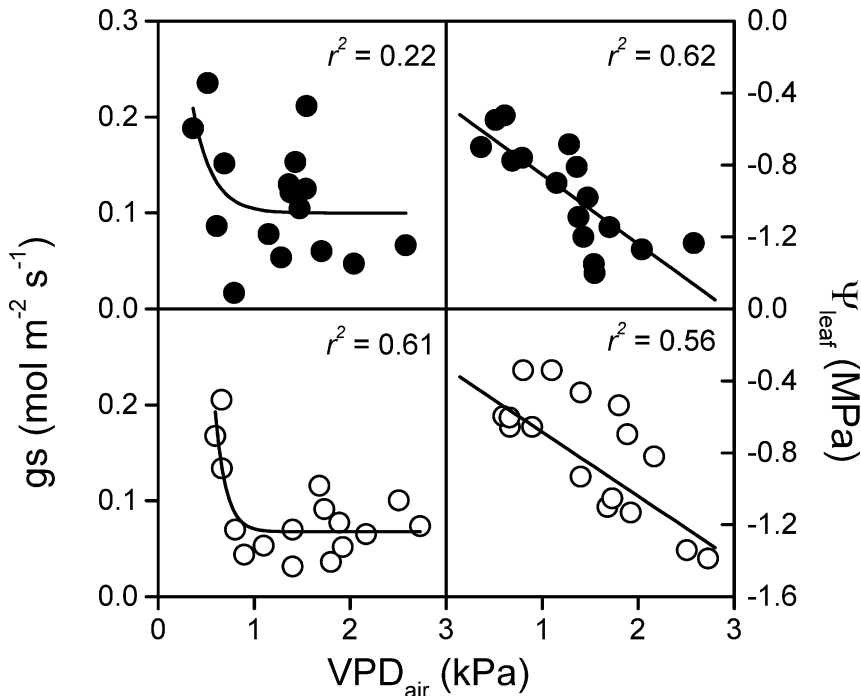 0.3
0.2
0.1
0.0
0.2
0.1
0.0
gs (mol m⁻² s⁻¹)
r² = 0.22
r² = 0.62
r² = 0.61
r² = 0.56
0.0
-0.4
-0.8
-1.2
0.0
-0.4
-0.8
-1.2
-1.6
Ψleaf (MPa)
0 1 2 3 1 2 3
VPDair (kPa)